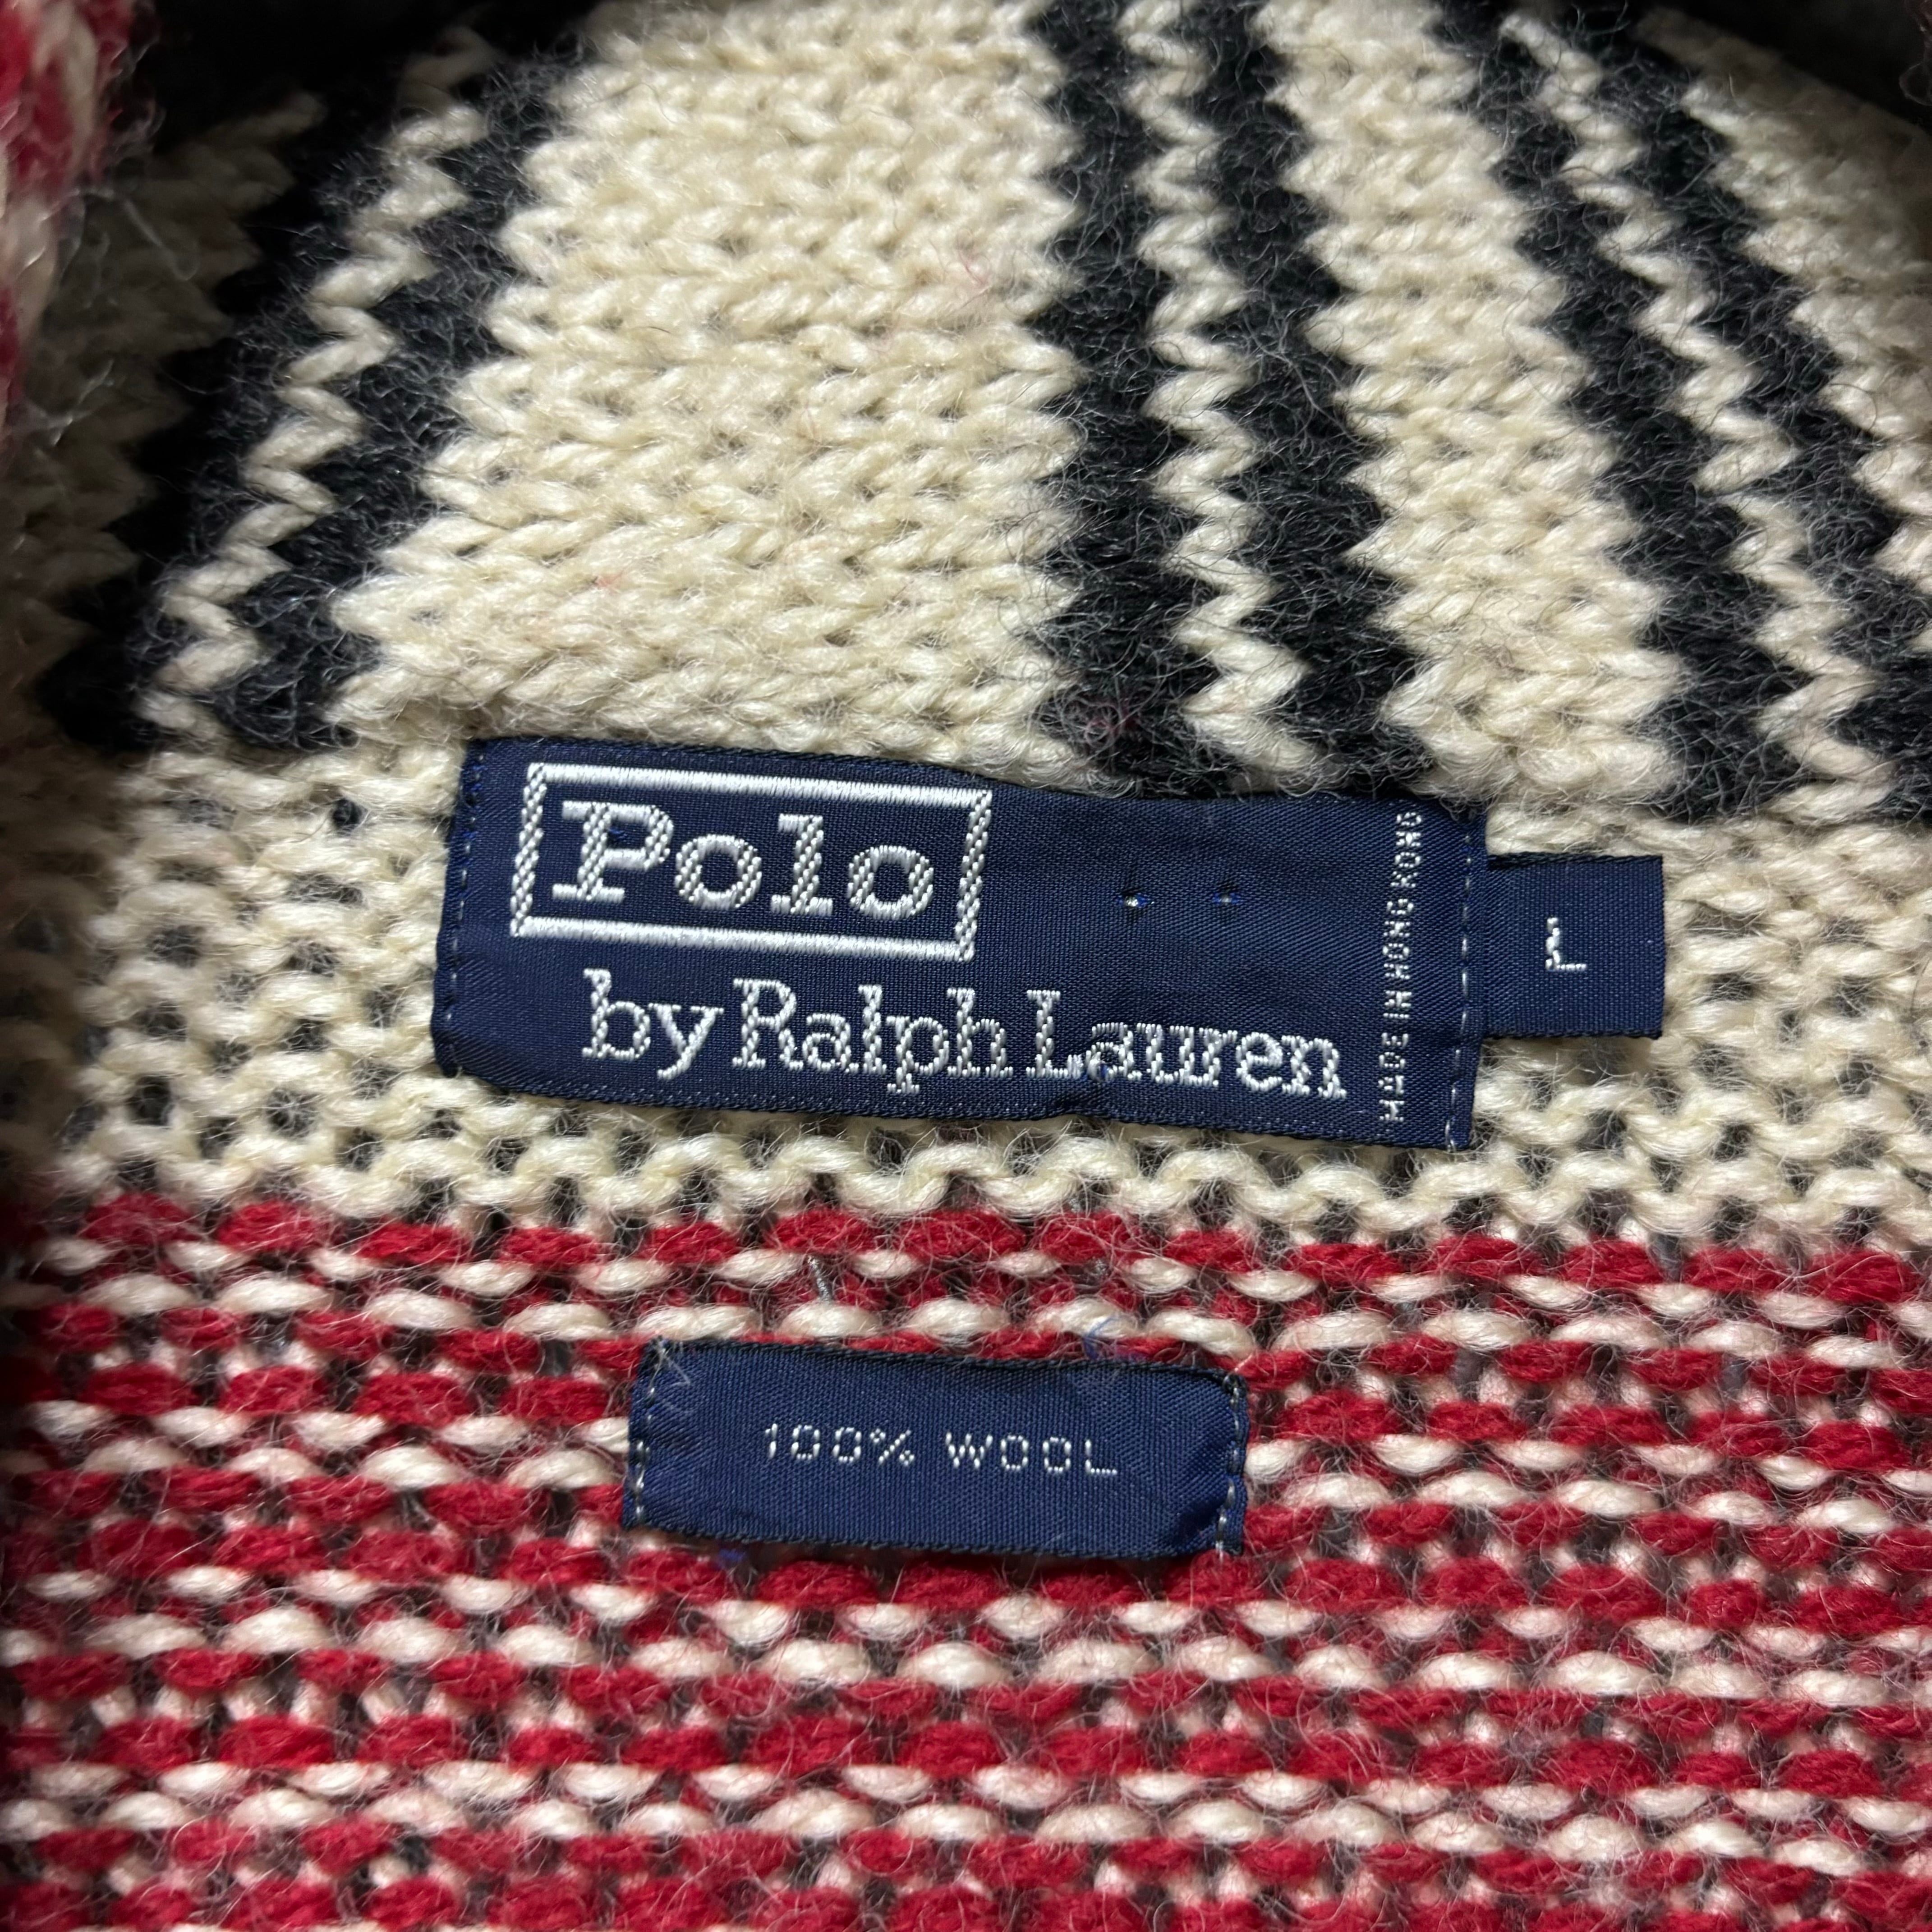 Polo
by Ralph Lauren
MADE IN HONG KONG
L
100% WOOL